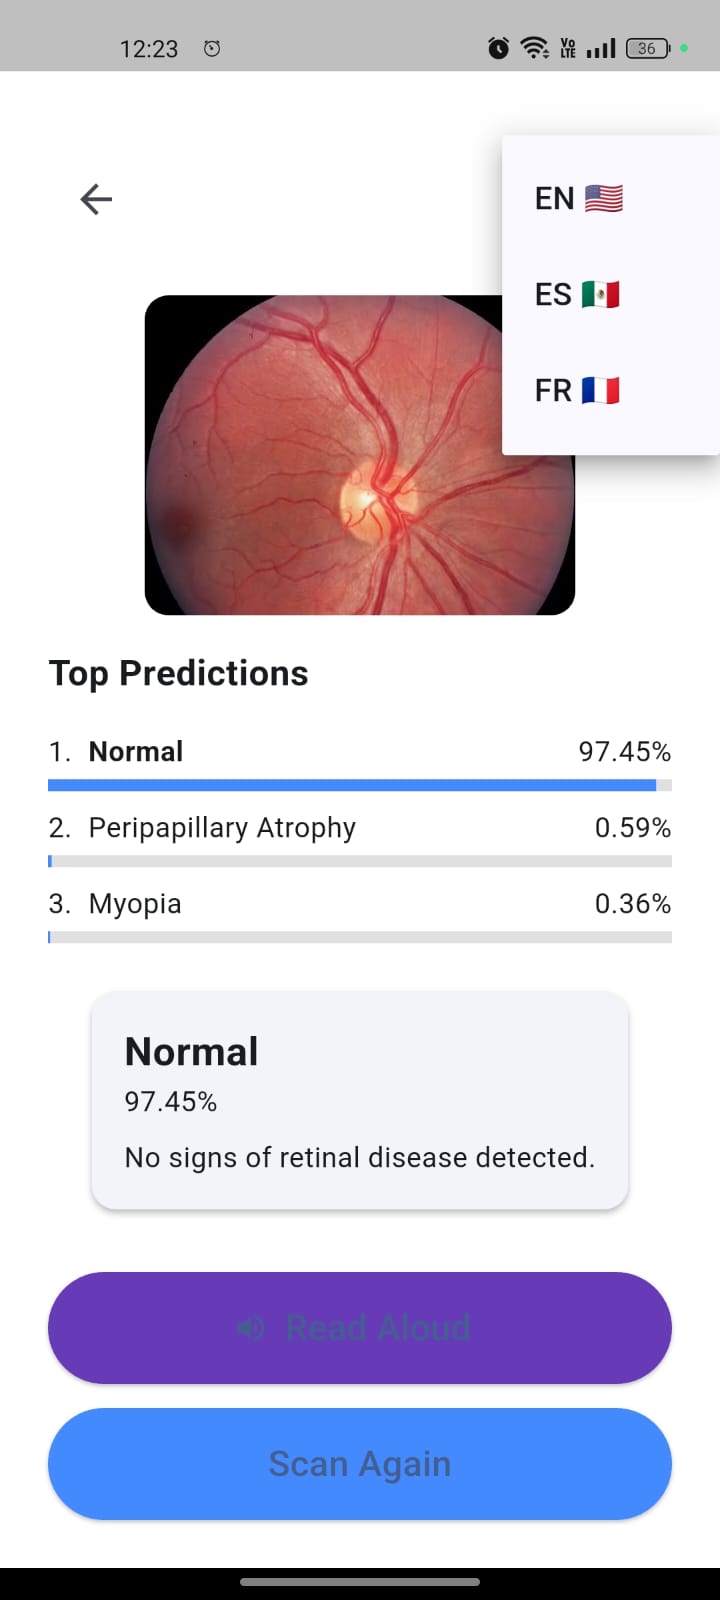 12:23
Vo LTE 36
EN 🇺🇸
ES 🇲🇽
FR 🇫🇷
Top Predictions
1. Normal 97.45%
2. Peripapillary Atrophy 0.59%
3. Myopia 0.36%
Normal
97.45%
No signs of retinal disease detected.
Read Aloud
Scan Again